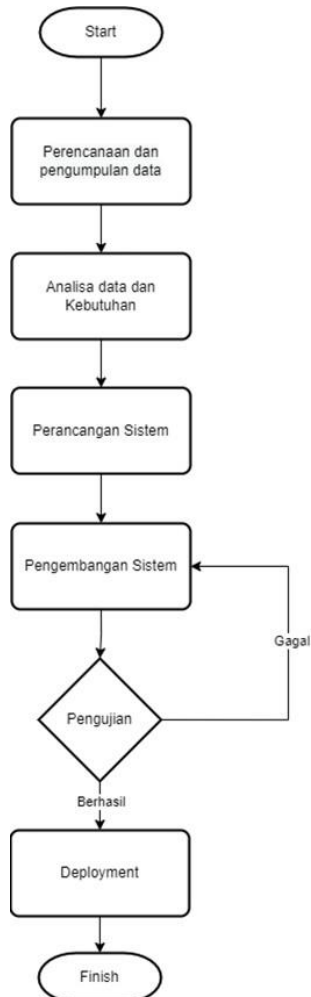 Start
Perencanaan dan
pengumpulan data
Analisa data dan
Kebutuhan
Perancangan Sistem
Pengembangan Sistem
Gagal
Pengujian
Berhasil
Deployment
Finish